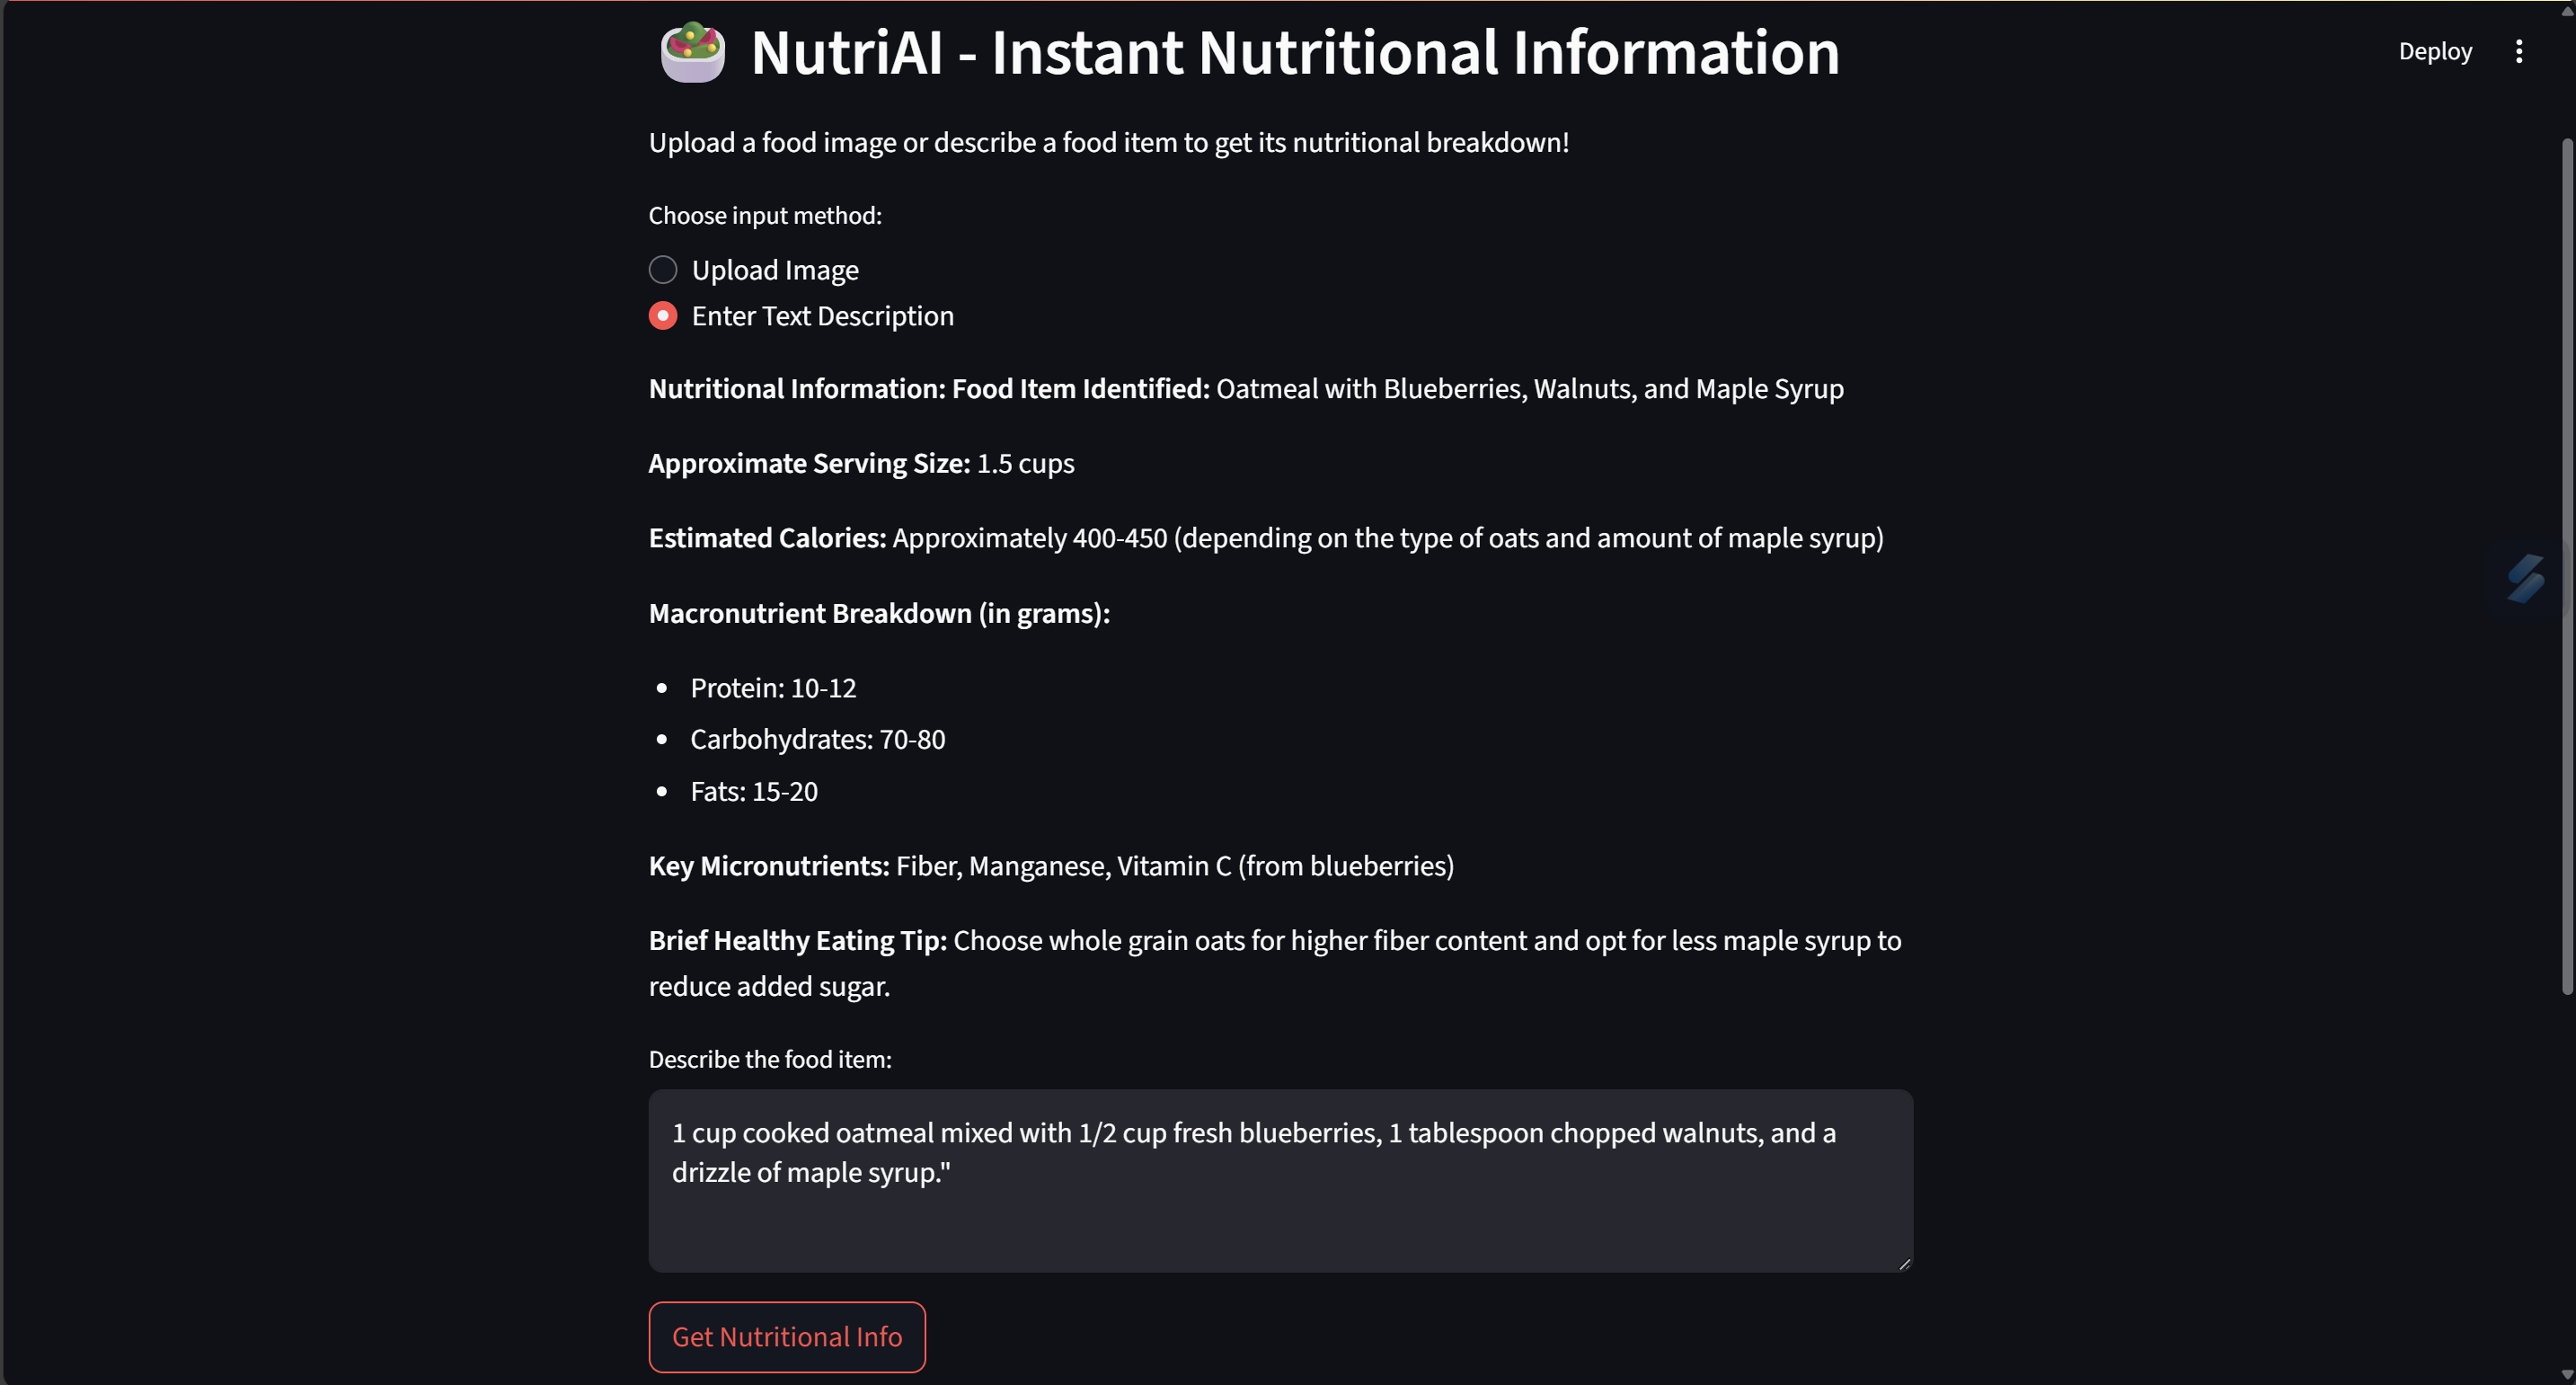 NutriAI - Instant Nutritional Information
Deploy
Upload a food image or describe a food item to get its nutritional breakdown!
Choose input method:
Upload Image
Enter Text Description
Nutritional Information: Food Item Identified: Oatmeal with Blueberries, Walnuts, and Maple Syrup
Approximate Serving Size: 1.5 cups
Estimated Calories: Approximately 400-450 (depending on the type of oats and amount of maple syrup)
Macronutrient Breakdown (in grams):
• Protein: 10-12
• Carbohydrates: 70-80
• Fats: 15-20
Key Micronutrients: Fiber, Manganese, Vitamin C (from blueberries)
Brief Healthy Eating Tip: Choose whole grain oats for higher fiber content and opt for less maple syrup to
reduce added sugar.
Describe the food item:
1 cup cooked oatmeal mixed with 1/2 cup fresh blueberries, 1 tablespoon chopped walnuts, and a
drizzle of maple syrup."
Get Nutritional Info